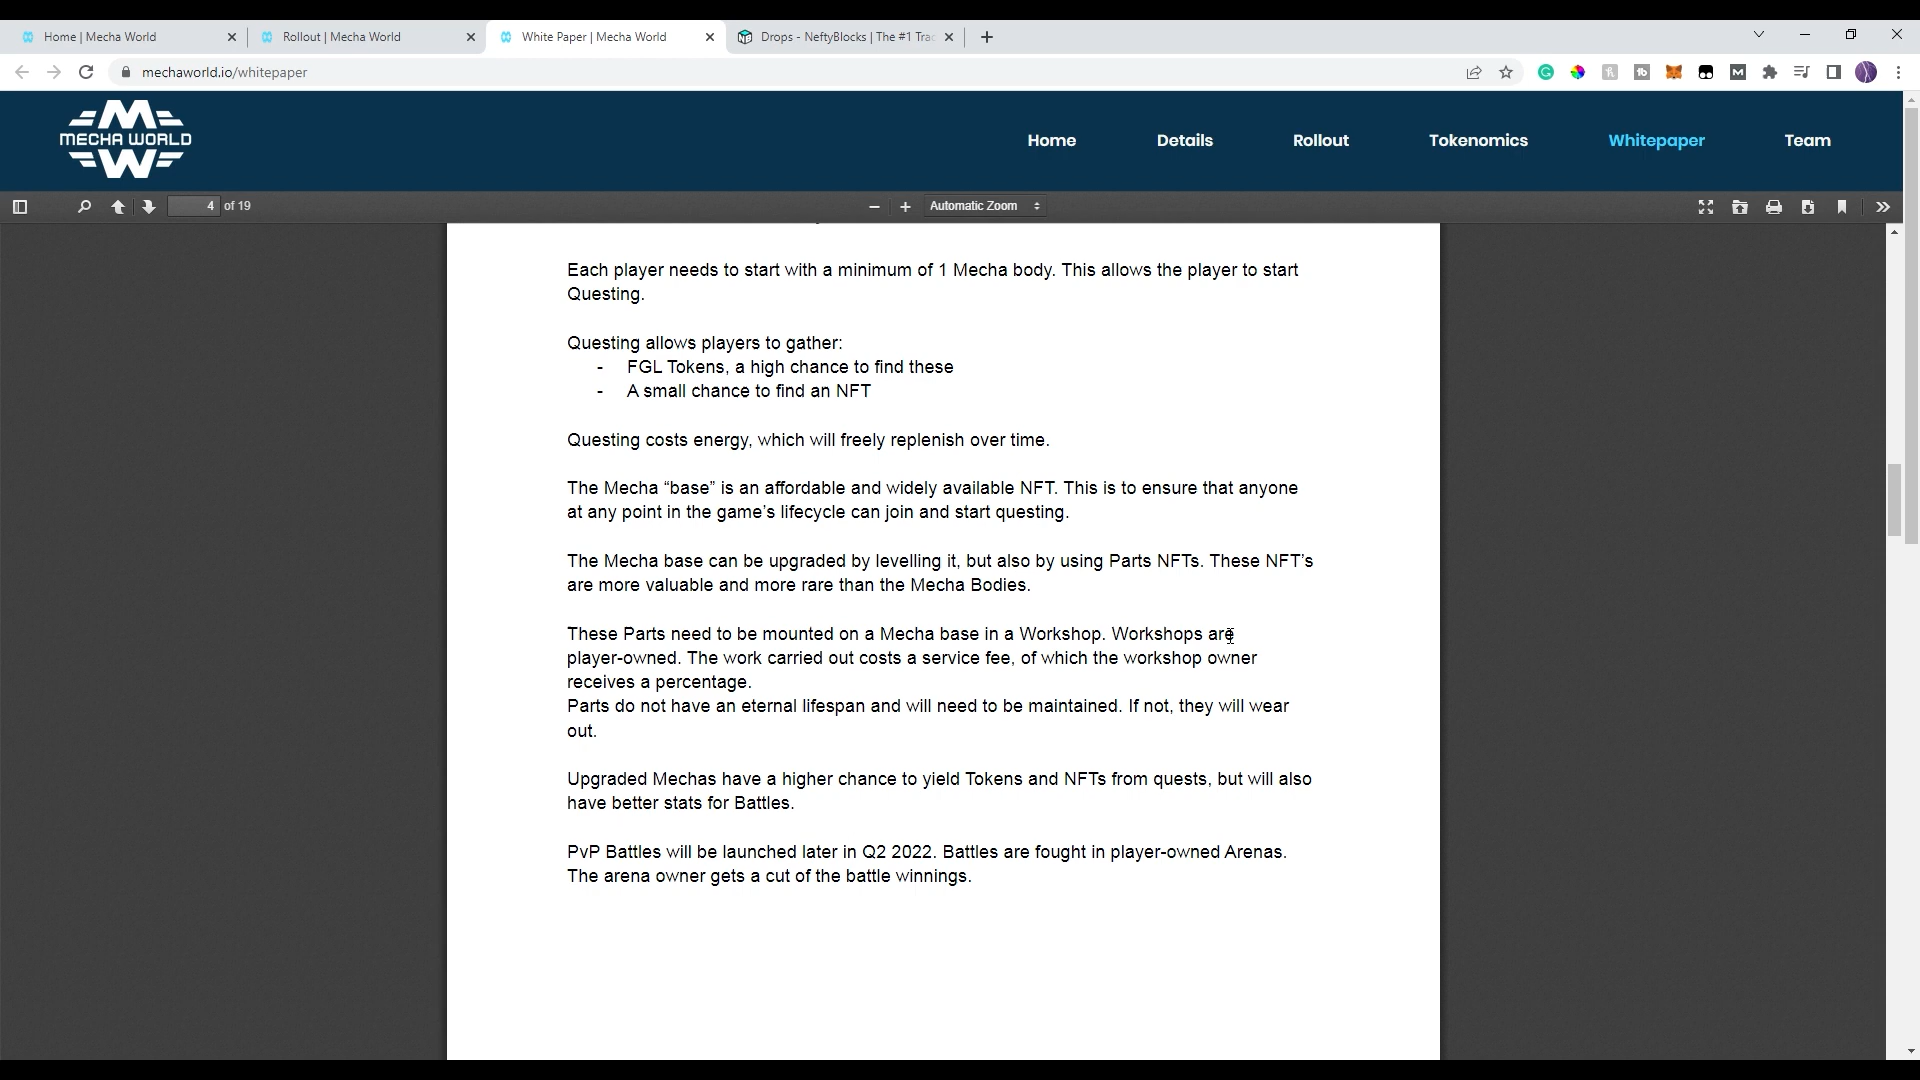 Home | Mecha World
Rollout | Mecha World
White Paper | Mecha World
Drops - NeftyBlocks | The #1 Trac
mechaworld.io/whitepaper
MECHA WORLD
Home
Details
Rollout
Tokenomics
Whitepaper
Team
4 of 19
Automatic Zoom
Each player needs to start with a minimum of 1 Mecha body. This allows the player to start
Questing.
Questing allows players to gather:
- FGL Tokens, a high chance to find these
- A small chance to find an NFT
Questing costs energy, which will freely replenish over time.
The Mecha “base” is an affordable and widely available NFT. This is to ensure that anyone
at any point in the game’s lifecycle can join and start questing.
The Mecha base can be upgraded by levelling it, but also by using Parts NFTs. These NFT’s
are more valuable and more rare than the Mecha Bodies.
These Parts need to be mounted on a Mecha base in a Workshop. Workshops are
player-owned. The work carried out costs a service fee, of which the workshop owner
receives a percentage.
Parts do not have an eternal lifespan and will need to be maintained. If not, they will wear
out.
Upgraded Mechas have a higher chance to yield Tokens and NFTs from quests, but will also
have better stats for Battles.
PvP Battles will be launched later in Q2 2022. Battles are fought in player-owned Arenas.
The arena owner gets a cut of the battle winnings.